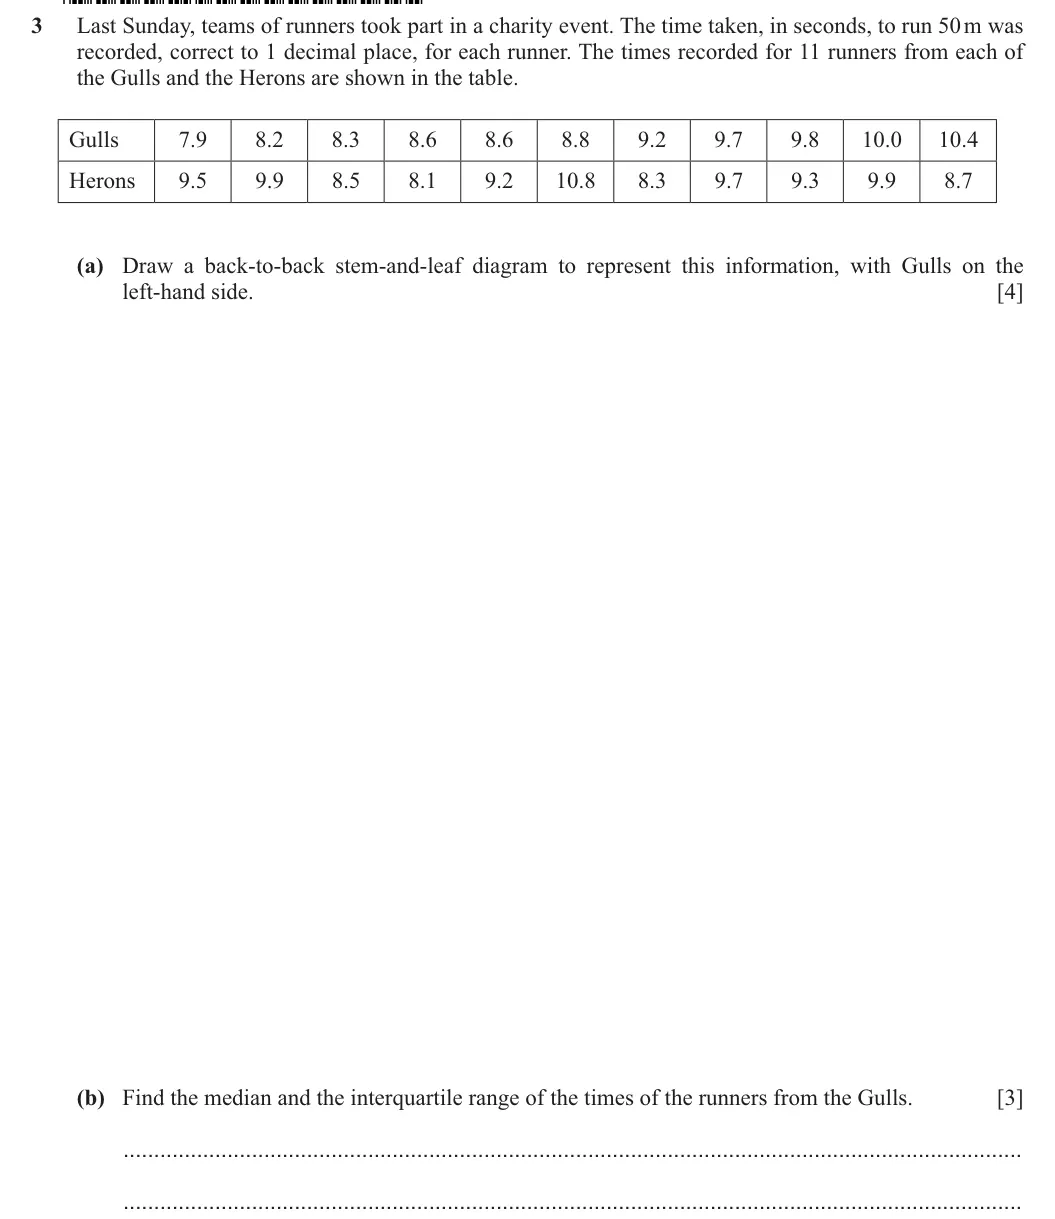 3 Last Sunday, teams of runners took part in a charity event. The time taken, in seconds, to run 50 m was
recorded, correct to 1 decimal place, for each runner. The times recorded for 11 runners from each of
the Gulls and the Herons are shown in the table.
Gulls 7.9 8.2 8.3 8.6 8.6 8.8 9.2 9.7 9.8 10.0 10.4
Herons 9.5 9.9 8.5 8.1 9.2 10.8 8.3 9.7 9.3 9.9 8.7
(a) Draw a back-to-back stem-and-leaf diagram to represent this information, with Gulls on the
left-hand side. [4]
(b) Find the median and the interquartile range of the times of the runners from the Gulls. [3]